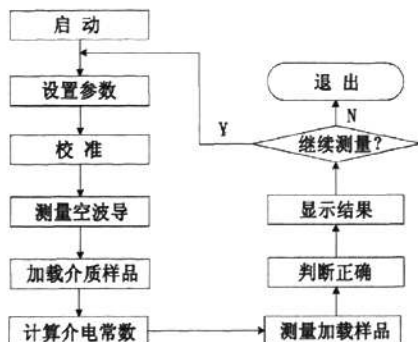 启 动
设置参数
校 准
测量空波导
加载介质样品
计算介电常数
测量加载样品
判断正确
显示结果
继续测量?
Y
N
退 出